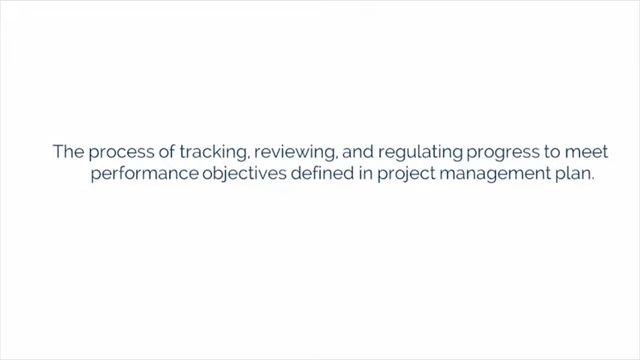 The process of tracking, reviewing, and regulating progress to meet
performance objectives defined in project management plan.